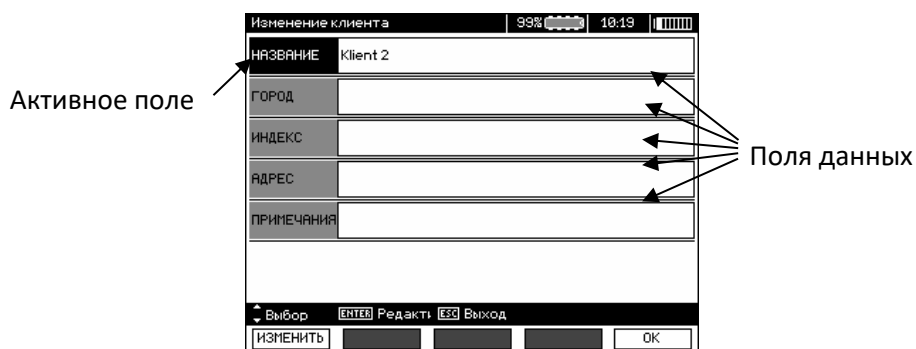 Изменение клиента 99% 10:19
НАЗВАНИЕ Klient 2
Активное поле
ГОРОД
ИНДЕКС
Поля данных
АДРЕС
ПРИМЕЧАНИЯ
Выбор ENTER Редакти ESC Выход
ИЗМЕНИТЬ OK